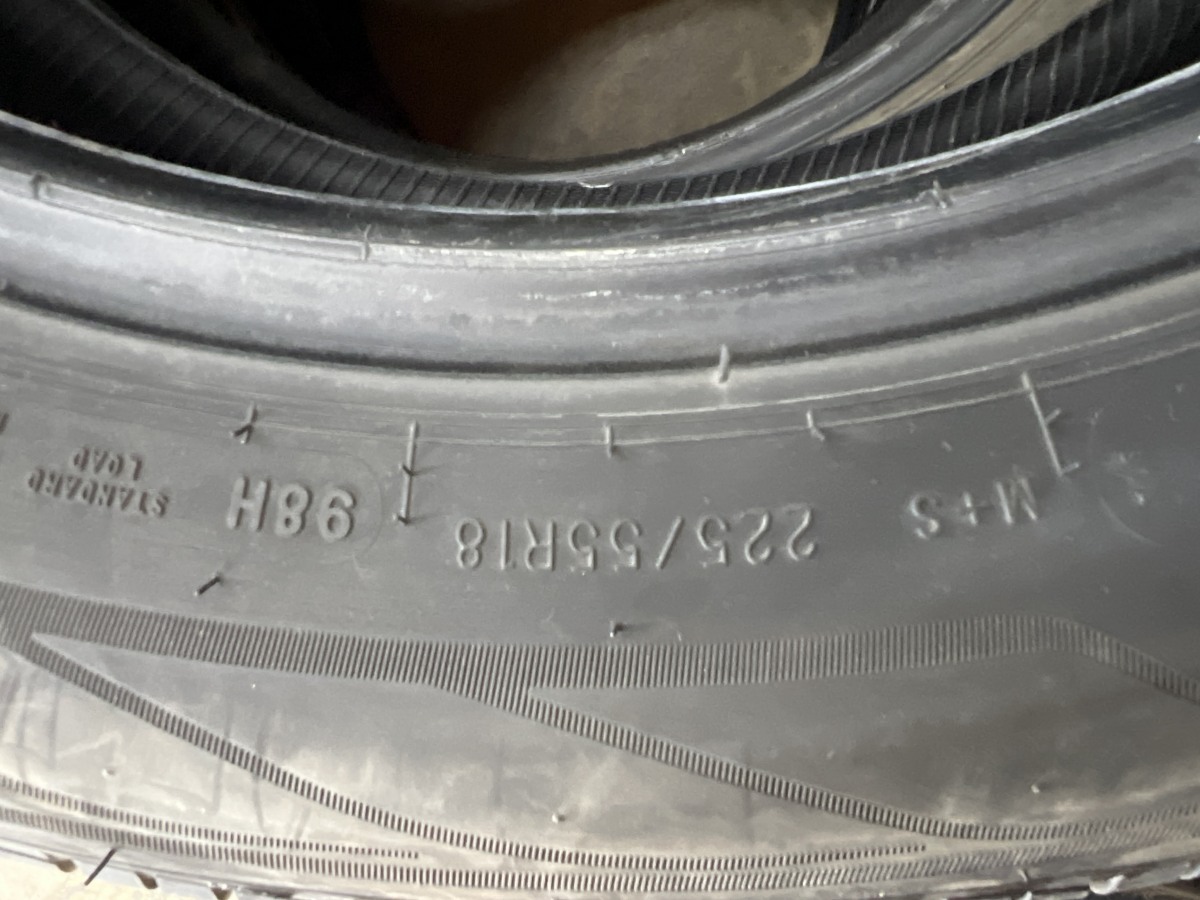 M+S
225/55R18
98H
STANDARD
LOAD